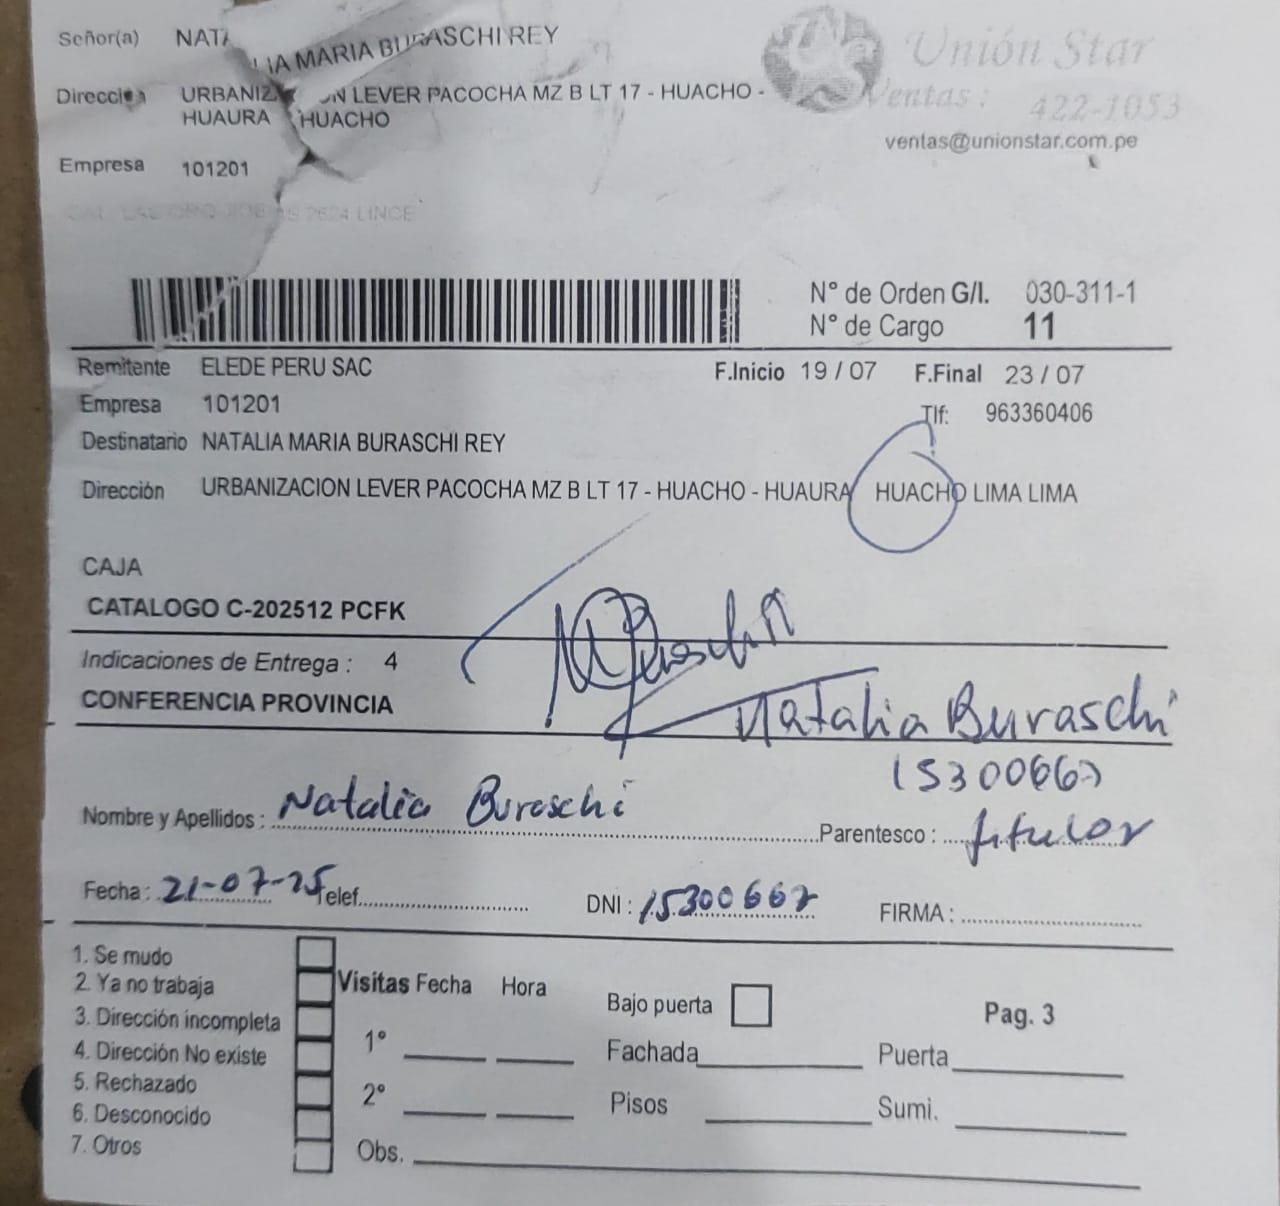 Señor(a) NATALIA MARIA BURASCHI REY
Dirección URBANIZACION LEVER PACOCHA MZ B LT 17 - HUACHO -
HUAURA HUACHO
Empresa 101201
2624 LINCE
Unión Star
Ventas : 422-1053
ventas@unionstar.com.pe
N° de Orden G/I. 030-311-1
N° de Cargo 11
Remitente ELEDE PERU SAC F.Inicio 19 / 07 F.Final 23 / 07
Empresa 101201 Tlf: 963360406
Destinatario NATALIA MARIA BURASCHI REY
Dirección URBANIZACION LEVER PACOCHA MZ B LT 17 - HUACHO - HUAURA HUACHO LIMA LIMA
CAJA
CATALOGO C-202512 PCFK
Indicaciones de Entrega : 4
CONFERENCIA PROVINCIA
Natalia Buraschi
Nombre y Apellidos : Natalia Buraschi Parentesco : titular
Fecha : 21-07-25 Telef. DNI : 15300667 FIRMA :
1. Se mudo
2. Ya no trabaja
3. Dirección incompleta
4. Dirección No existe
5. Rechazado
6. Desconocido
7. Otros
Visitas Fecha Hora
1°
2°
Obs.
Bajo puerta
Fachada Puerta
Pisos Sumi.
Pag. 3